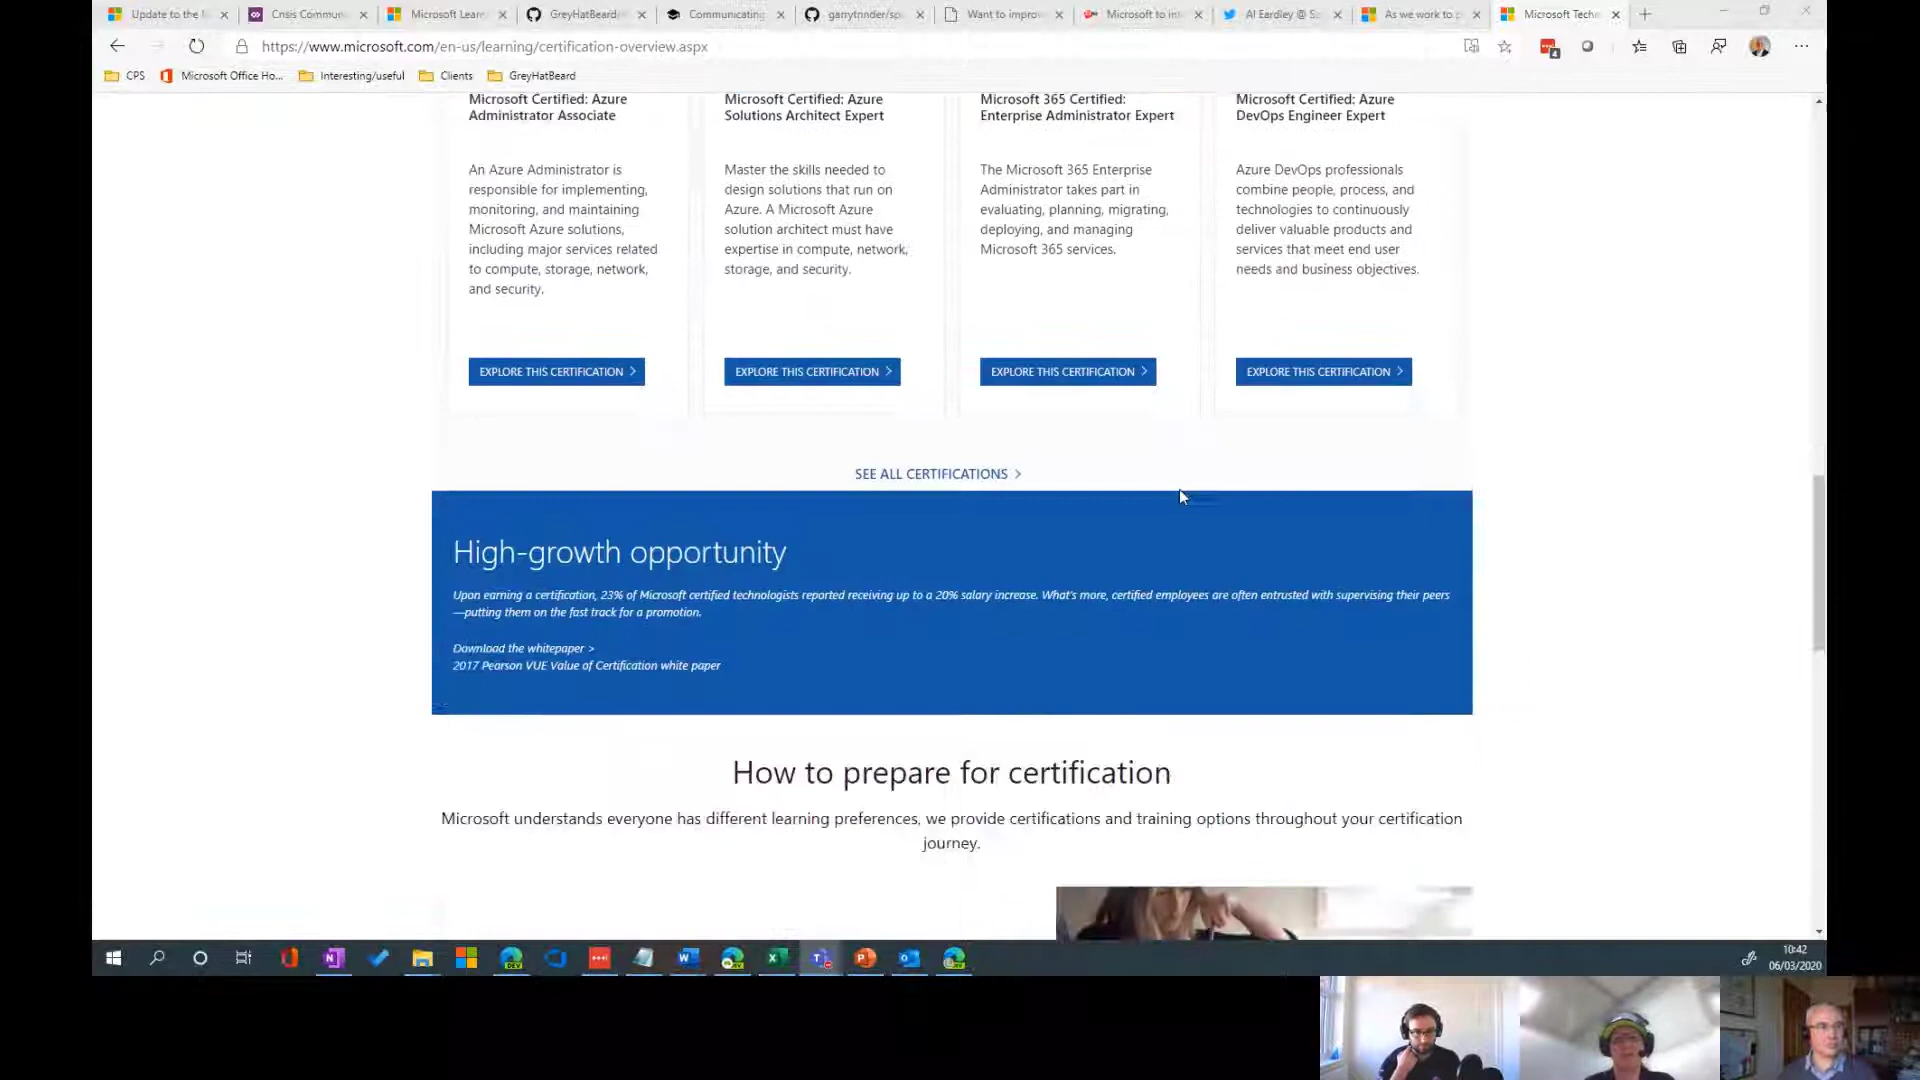 Update to the
Crisis Commun
Microsoft Lear
GreyHatBeard
Communicating
garrytrinder/sp
Want to improv
Microsoft to in
Al Eardley @ S
As we work to p
Microsoft Tech
https://www.microsoft.com/en-us/learning/certification-overview.aspx
CPS
Microsoft Office Ho...
Interesting/useful
Clients
GreyHatBeard
Microsoft Certified: Azure
Administrator Associate
An Azure Administrator is
responsible for implementing,
monitoring, and maintaining
Microsoft Azure solutions,
including major services related
to compute, storage, network,
and security.
EXPLORE THIS CERTIFICATION
Microsoft Certified: Azure
Solutions Architect Expert
Master the skills needed to
design solutions that run on
Azure. A Microsoft Azure
solution architect must have
expertise in compute, network,
storage, and security.
EXPLORE THIS CERTIFICATION
Microsoft 365 Certified:
Enterprise Administrator Expert
The Microsoft 365 Enterprise
Administrator takes part in
evaluating, planning, migrating,
deploying, and managing
Microsoft 365 services.
EXPLORE THIS CERTIFICATION
Microsoft Certified: Azure
DevOps Engineer Expert
Azure DevOps professionals
combine people, process, and
technologies to continuously
deliver valuable products and
services that meet end user
needs and business objectives.
EXPLORE THIS CERTIFICATION
SEE ALL CERTIFICATIONS
High-growth opportunity
Upon earning a certification, 23% of Microsoft certified technologists reported receiving up to a 20% salary increase. What's more, certified employees are often entrusted with supervising their peers
—putting them on the fast track for a promotion.
Download the whitepaper >
2017 Pearson VUE Value of Certification white paper
How to prepare for certification
Microsoft understands everyone has different learning preferences, we provide certifications and training options throughout your certification
journey.
10:42
06/03/2020